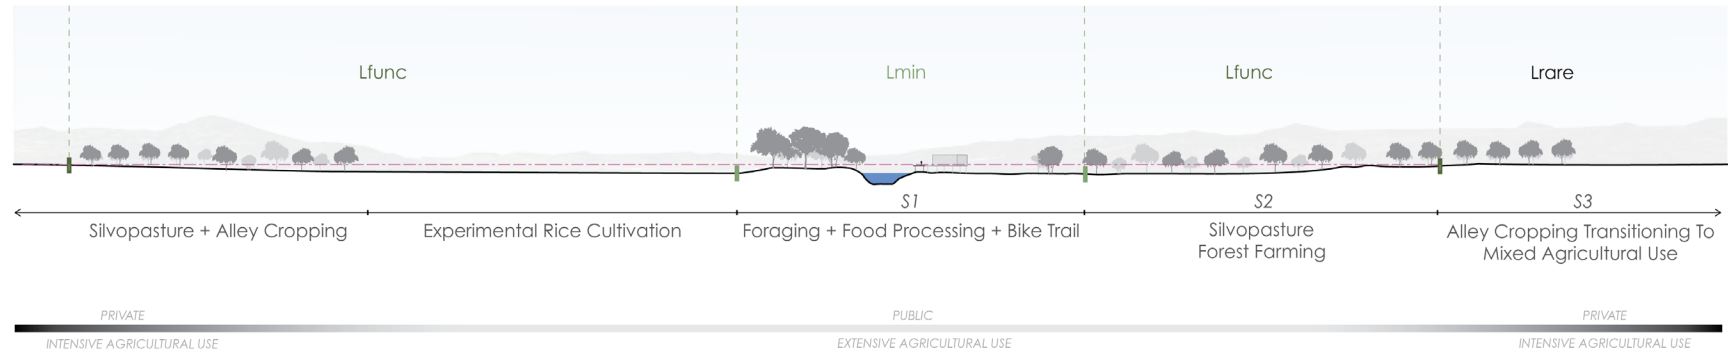 Lfunc
Lmin
Lfunc
Lrare
S1
S2
S3
Silvopasture + Alley Cropping
Experimental Rice Cultivation
Foraging + Food Processing + Bike Trail
Silvopasture
Forest Farming
Alley Cropping Transitioning To
Mixed Agricultural Use
PRIVATE
PUBLIC
PRIVATE
INTENSIVE AGRICULTURAL USE
EXTENSIVE AGRICULTURAL USE
INTENSIVE AGRICULTURAL USE